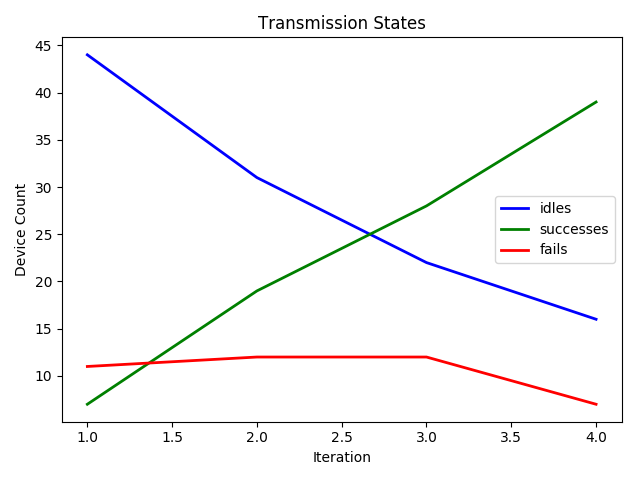 Transmission States
Device Count
45
40
35
30
25
20
15
10
idles
successes
fails
1.0 1.5 2.0 2.5 3.0 3.5 4.0
Iteration